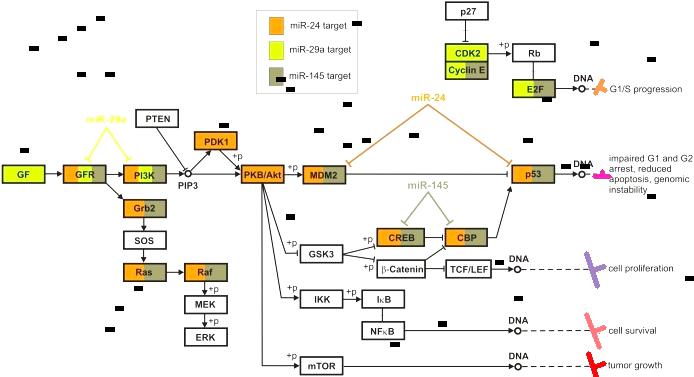 p27
miR-24 target
miR-29a target
miR-145 target
CDK2
+p
Rb
Cyclin E
DNA
E2F
G1/S progression
miR-24
miR-29a
PTEN
PDK1
+p
GF
GFR
PI3K
PIP3
PKB/Akt
+p
MDM2
p53
DNA
impaired G1 and G2
arrest, reduced
apoptosis, genomic
instability
miR-145
Grb2
SOS
+p
GSK3
+p
+p
CREB
CBP
β-Catenin
TCF/LEF
DNA
cell proliferation
Ras
Raf
MEK
ERK
+p
IKK
+p
IκB
NFκB
DNA
cell survival
+p
mTOR
DNA
tumor growth